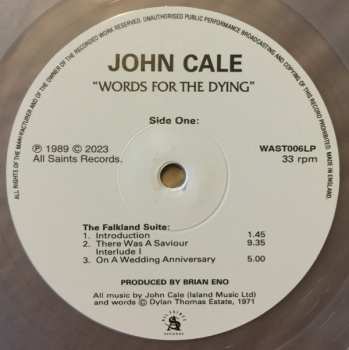 ALL RIGHTS OF THE MANUFACTURER AND OF THE OWNER OF THE RECORDED WORK RESERVED. UNAUTHORISED PUBLIC PERFORMANCE BROADCASTING AND COPYING OF THIS RECORD PROHIBITED. MADE IN ENGLAND.
JOHN CALE
"WORDS FOR THE DYING"
Side One:
℗ 1989 © 2023
All Saints Records.
WAST006LP
33 rpm
The Falkland Suite:
1. Introduction 1.45
2. There Was A Saviour 9.35
Interlude I
3. On A Wedding Anniversary 5.00
PRODUCED BY BRIAN ENO
All music by John Cale (Island Music Ltd)
and words © Dylan Thomas Estate, 1971
ALL SAINTS
RECORDS